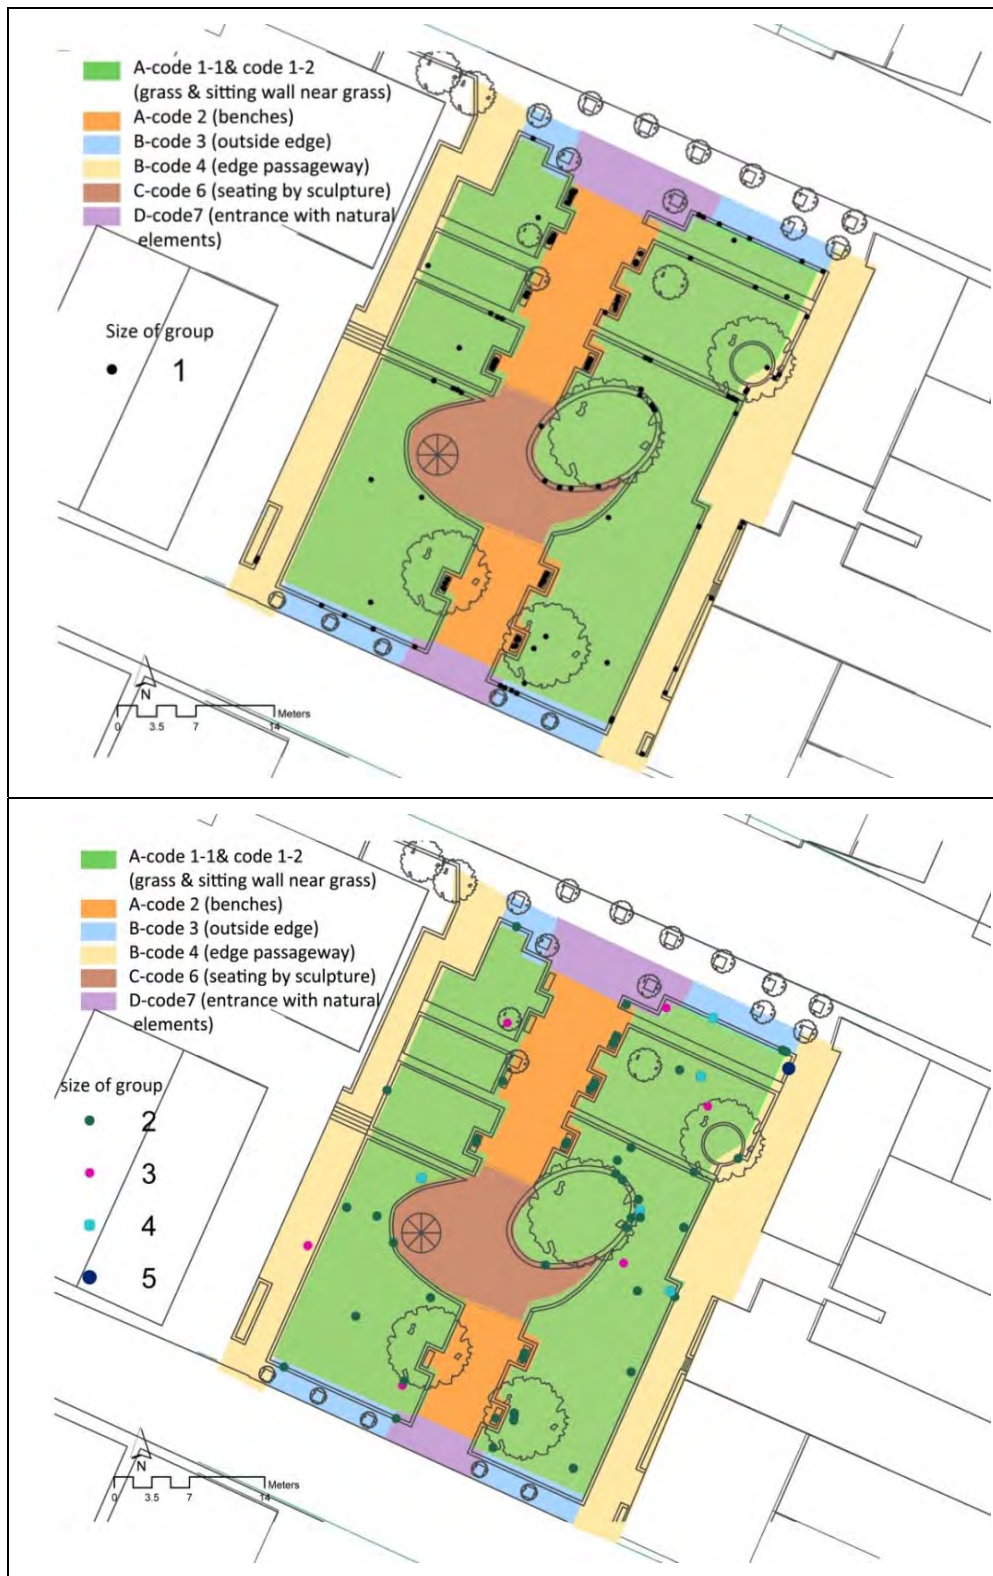 A-code 1-1& code 1-2
(grass & sitting wall near grass)
A-code 2 (benches)
B-code 3 (outside edge)
B-code 4 (edge passageway)
C-code 6 (seating by sculpture)
D-code7 (entrance with natural
elements)
Size of group
1
N
Meters
0 3.5 7 14
A-code 1-1& code 1-2
(grass & sitting wall near grass)
A-code 2 (benches)
B-code 3 (outside edge)
B-code 4 (edge passageway)
C-code 6 (seating by sculpture)
D-code7 (entrance with natural
elements)
size of group
2
3
4
5
N
Meters
0 3.5 7 14